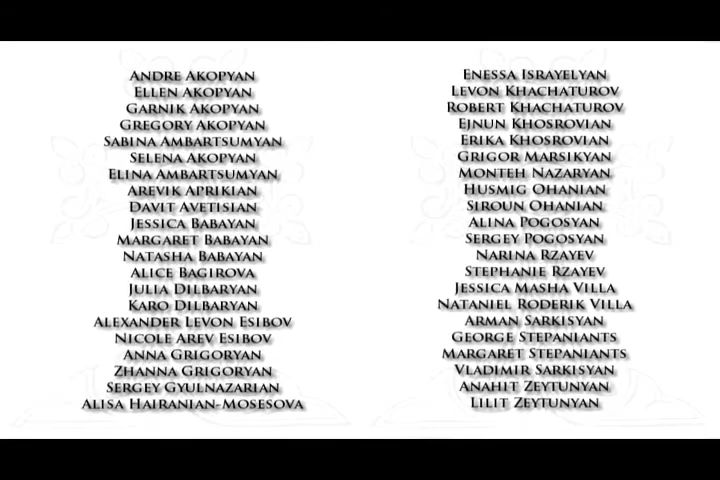 ANDRE AKOPYAN
ELLEN AKOPYAN
GARNIK AKOPYAN
GREGORY AKOPYAN
SABINA AMBARTSUMYAN
SELENA AKOPYAN
ELINA AMBARTSUMYAN
AREVIK APRIKIAN
DAVIT AVETISIAN
JESSICA BABAYAN
MARGARET BABAYAN
NATASHA BABAYAN
ALICE BAGIROVA
JULIA DILBARYAN
KARO DILBARYAN
ALEXANDER LEVON ESIBOV
NICOLE AREV ESIBOV
ANNA GRIGORYAN
ZHANNA GRIGORYAN
SERGEY GYULNAZARIAN
ALISA HAIRANIAN-MOSESOVA
ENESSA ISRAYELYAN
LEVON KHACHATUROV
ROBERT KHACHATUROV
EJNUN KHOSROVIAN
ERIKA KHOSROVIAN
GRIGOR MARSIKYAN
MONTEH NAZARYAN
HUSMIG OHANIAN
SIROUN OHANIAN
ALINA POGOSYAN
SERGEY POGOSYAN
NARINA RZAYEV
STEPHANIE RZAYEV
JESSICA MASHA VILLA
NATANIEL RODERIK VILLA
ARMAN SARKISYAN
GEORGE STEPANIANTS
MARGARET STEPANIANTS
VLADIMIR SARKISYAN
ANAHIT ZEYTUNYAN
LILIT ZEYTUNYAN